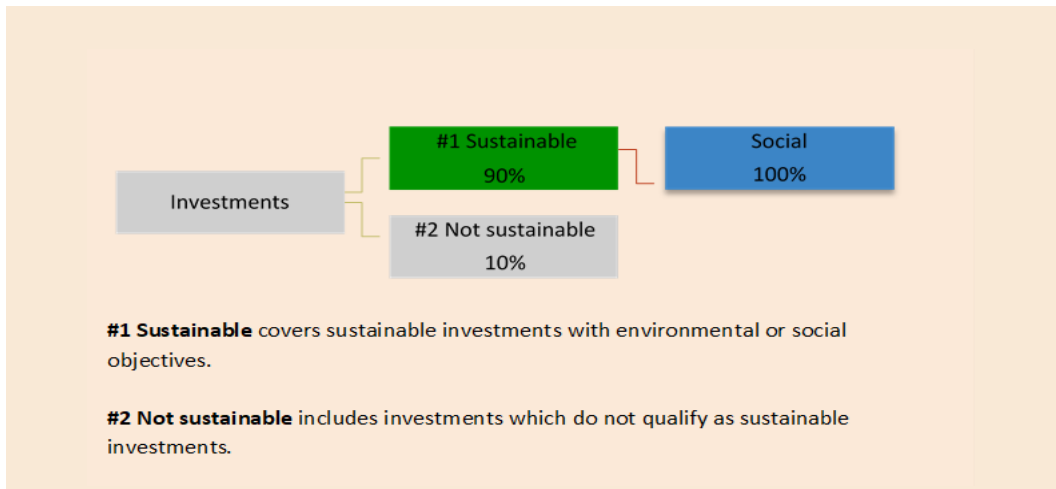 #1 Sustainable
90%
Social
100%
Investments
#2 Not sustainable
10%
#1 Sustainable covers sustainable investments with environmental or social
objectives.
#2 Not sustainable includes investments which do not qualify as sustainable
investments.